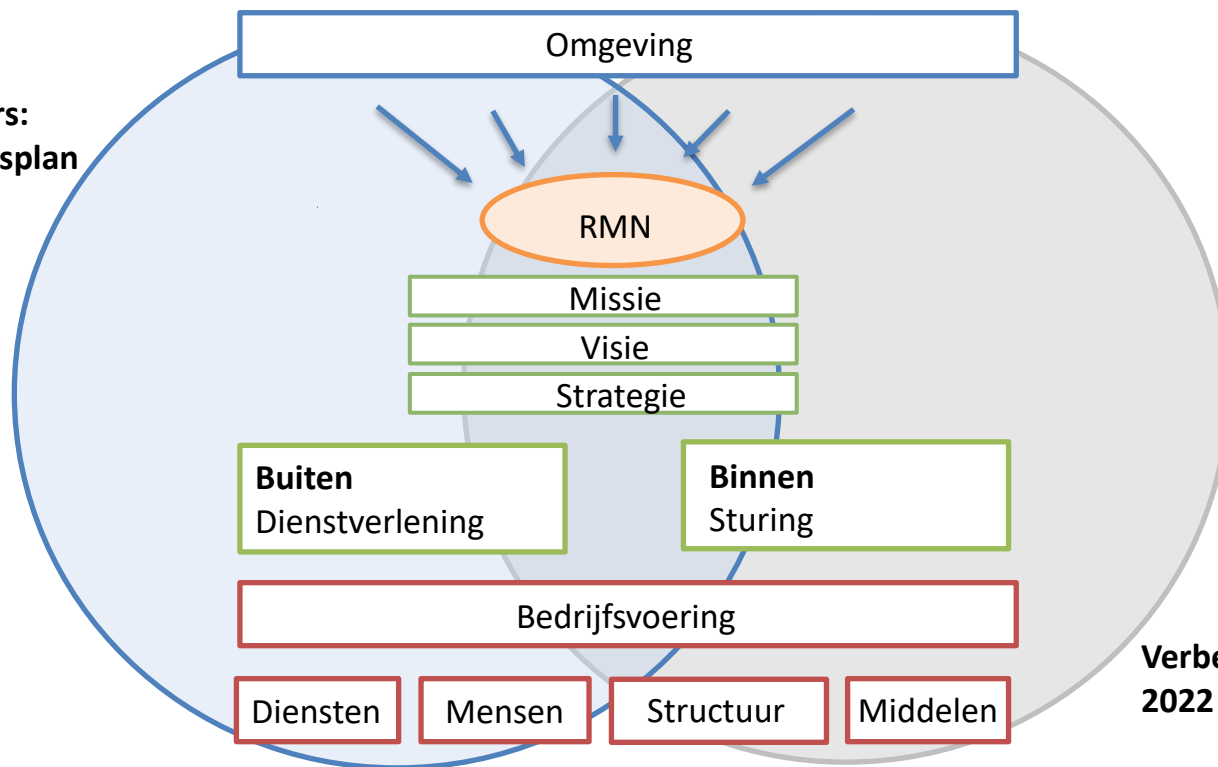 Omgeving
rs:
splan
RMN
Missie
Visie
Strategie
Buiten
Dienstverlening
Binnen
Sturing
Bedrijfsvoering
Verbe
2022
Diensten
Mensen
Structuur
Middelen